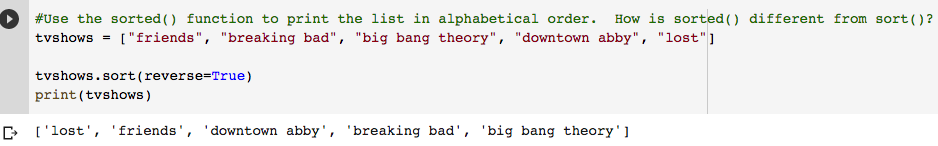 #Use the sorted() function to print the list in alphabetical order.  How is sorted() different from sort()?
tvshows = ["friends", "breaking bad", "big bang theory", "downtown abby", "lost"]
tvshows.sort(reverse=True)
print(tvshows)
['lost', 'friends', 'downtown abby', 'breaking bad', 'big bang theory']